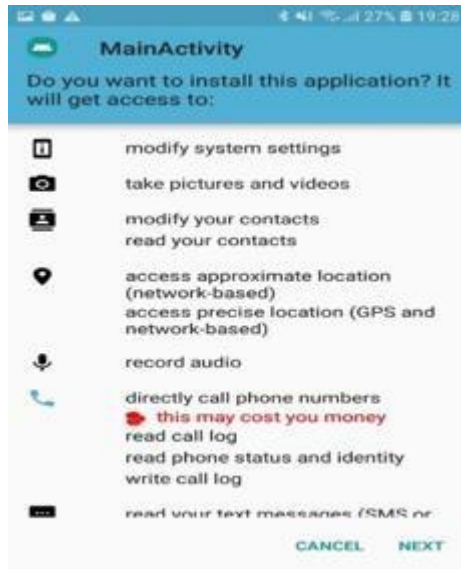 27% 19:28
MainActivity
Do you want to install this application? It
will get access to:
modify system settings
take pictures and videos
modify your contacts
read your contacts
access approximate location
(network-based)
access precise location (GPS and
network-based)
record audio
directly call phone numbers
this may cost you money
read call log
read phone status and identity
write call log
read your text messages (SMS or
CANCEL NEXT